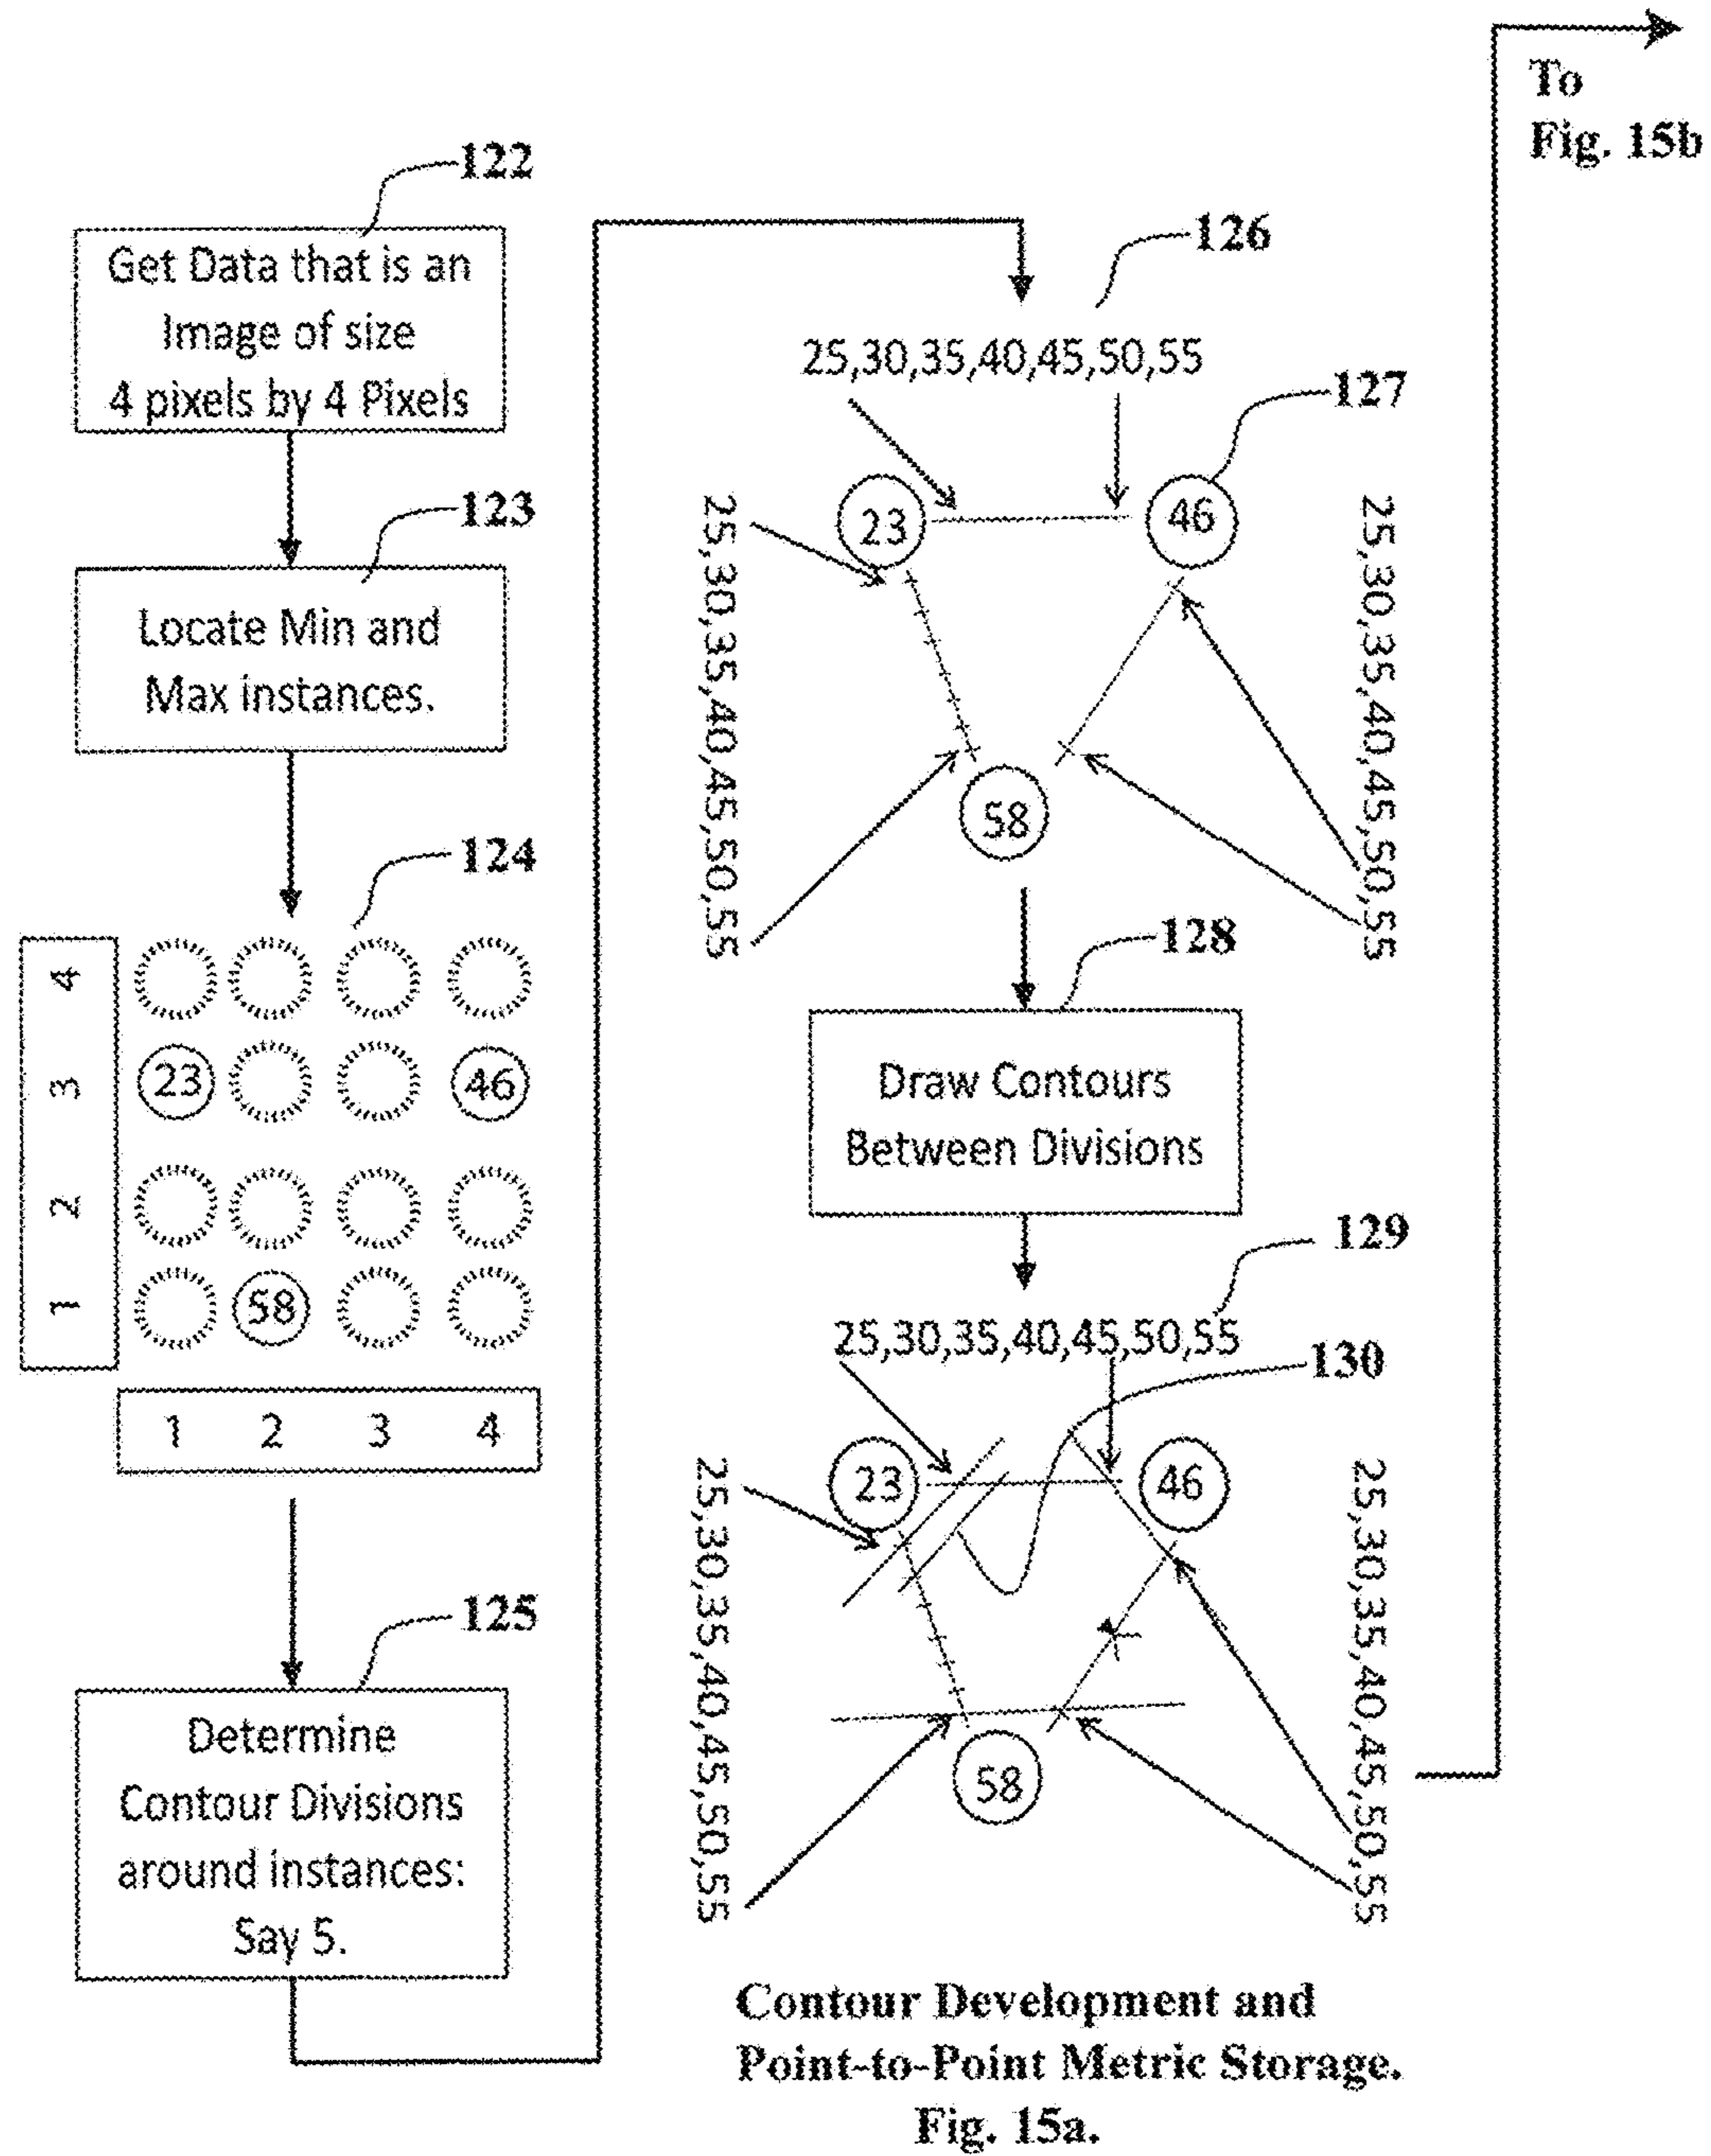 To
Fig. 15b
122
Get Data that is an
Image of size
4 pixels by 4 Pixels
123
Locate Min and
Max instances.
124
4
3
2
1
23
46
58
1 2 3 4
125
Determine
Contour Divisions
around instances:
Say 5.
126
25,30,35,40,45,50,55
127
23
46
25,30,35,40,45,50,55
25,30,35,40,45,50,55
58
128
Draw Contours
Between Divisions
129
25,30,35,40,45,50,55
130
23
46
25,30,35,40,45,50,55
25,30,35,40,45,50,55
58
Contour Development and
Point-to-Point Metric Storage.
Fig. 15a.